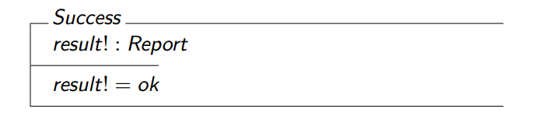 Success
result! : Report
result! = ok